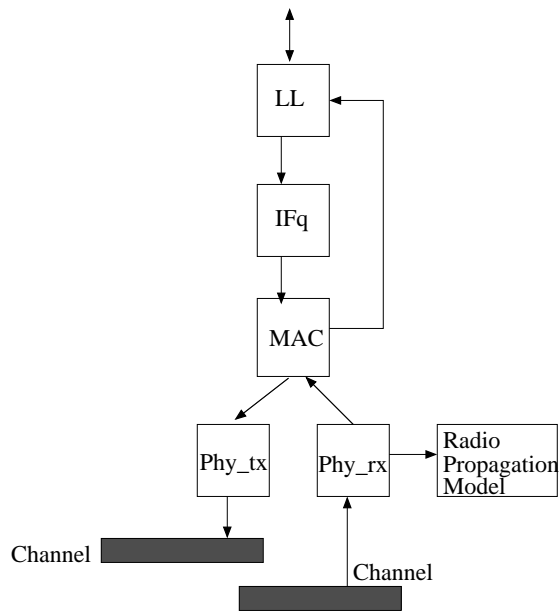 LL
IFq
MAC
Phy_tx
Phy_rx
Radio
Propagation
Model
Channel
Channel